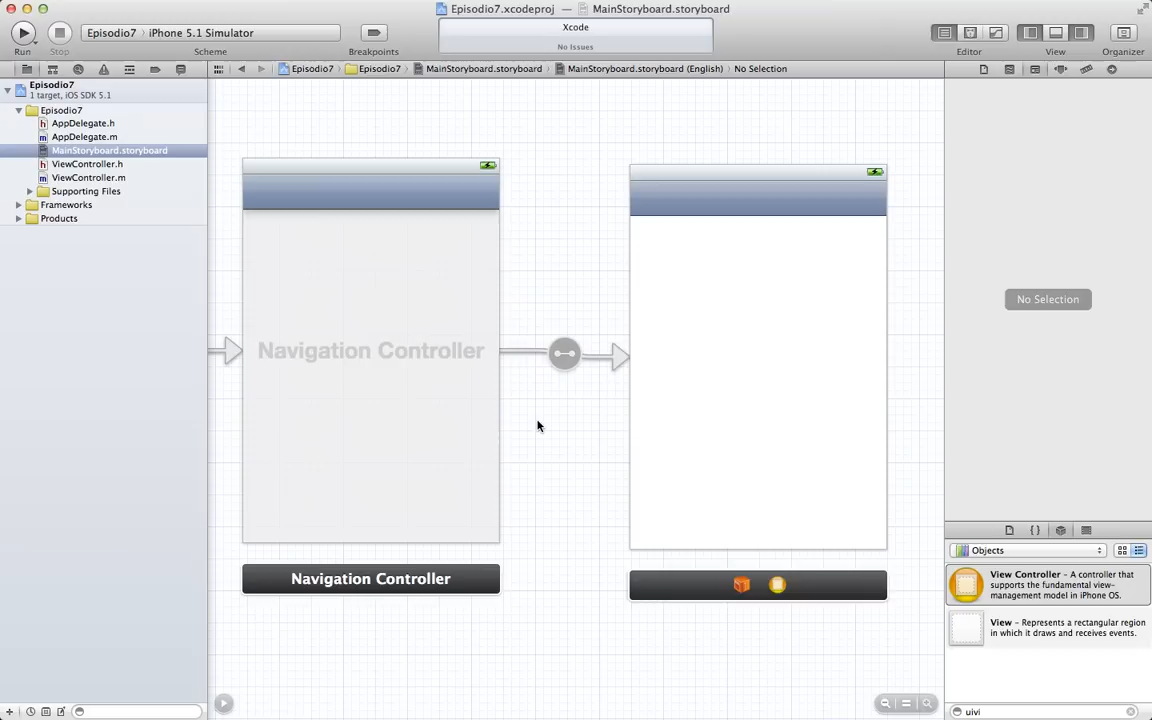 Episodio7.xcodeproj — MainStoryboard.storyboard
Episodio7 › iPhone 5.1 Simulator
Xcode
No Issues
Run
Stop
Scheme
Breakpoints
Editor
View
Organizer
Episodio7
Episodio7
MainStoryboard.storyboard
MainStoryboard.storyboard (English)
No Selection
Episodio7
1 target, iOS SDK 5.1
Episodio7
AppDelegate.h
AppDelegate.m
MainStoryboard.storyboard
ViewController.h
ViewController.m
Supporting Files
Frameworks
Products
Navigation Controller
Navigation Controller
No Selection
Objects
View Controller – A controller that
supports the fundamental view-
management model in iPhone OS.
View – Represents a rectangular region
in which it draws and receives events.
uivi